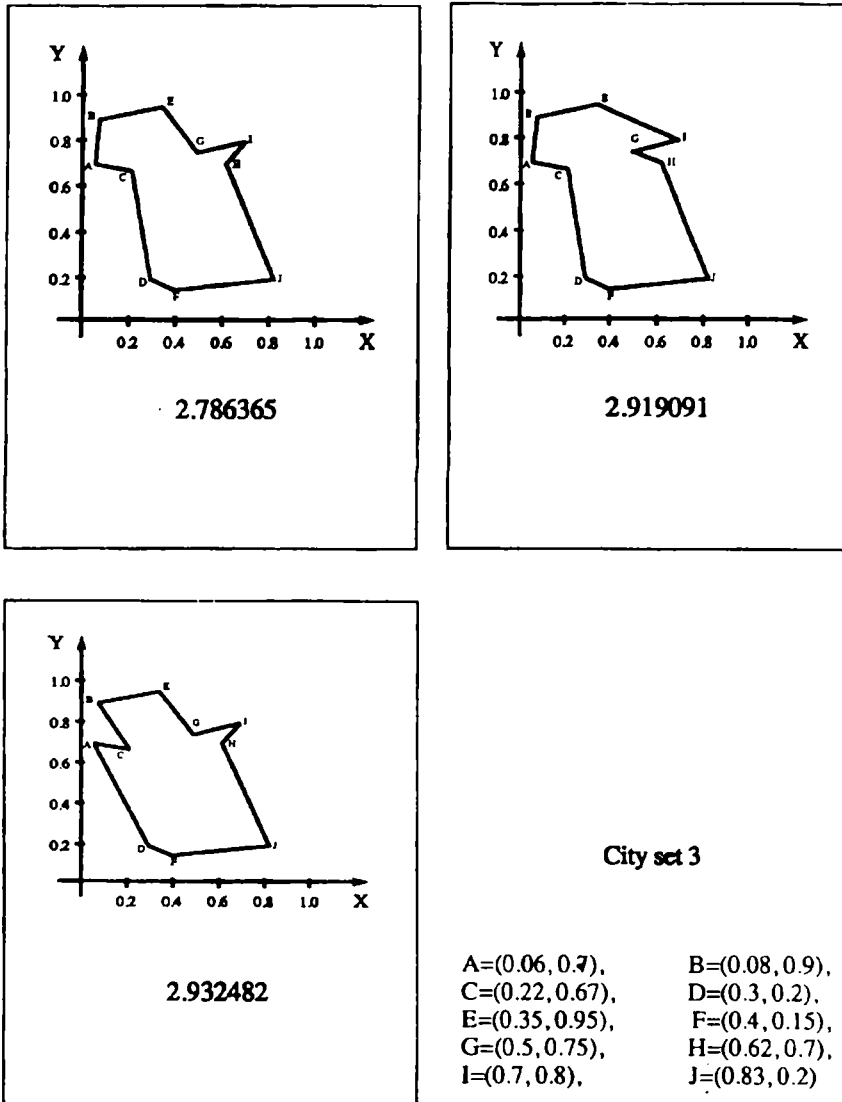 Y
E
1.0
B
0.8
G
I
A
H
C
0.6
0.4
0.2
D
J
F
0.2 0.4 0.6 0.8 1.0
X
2.786365
Y
1.0
0.8
G
I
A
H
C
0.6
0.4
0.2
D
J
F
0.2 0.4 0.6 0.8 1.0
X
2.919091
Y
E
1.0
B
0.8
G
I
A
H
C
0.6
0.4
0.2
D
J
F
0.2 0.4 0.6 0.8 1.0
X
2.932482
City set 3
A=(0.06, 0.7), B=(0.08, 0.9),
C=(0.22, 0.67), D=(0.3, 0.2),
E=(0.35, 0.95), F=(0.4, 0.15),
G=(0.5, 0.75), H=(0.62, 0.7),
I=(0.7, 0.8), J=(0.83, 0.2)